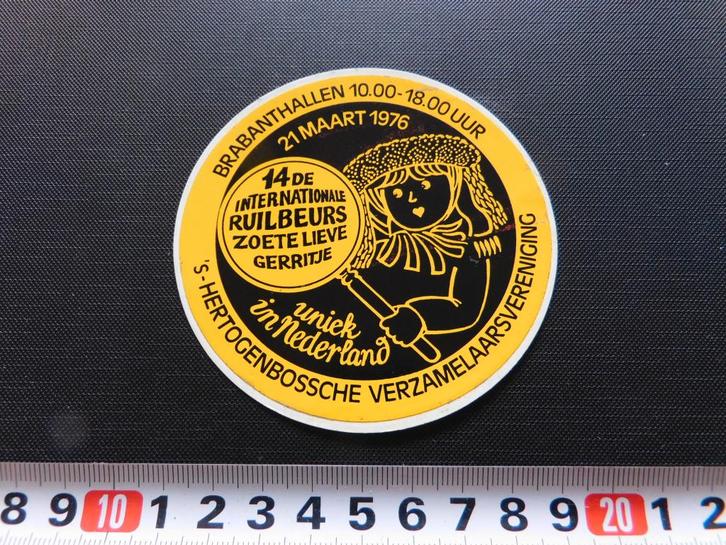 BRABANTHALLEN 10.00-18.00 UUR
21 MAART 1976
14DE
INTERNATIONALE
RUILBEURS
ZOETE LIEVE
GERRITJE
uniek
in Nederland
'S-HERTOGENBOSSCHE VERZAMELAARSVERENIGING
8 9 10 1 2 3 4 5 6 7 8 9 20 1 2